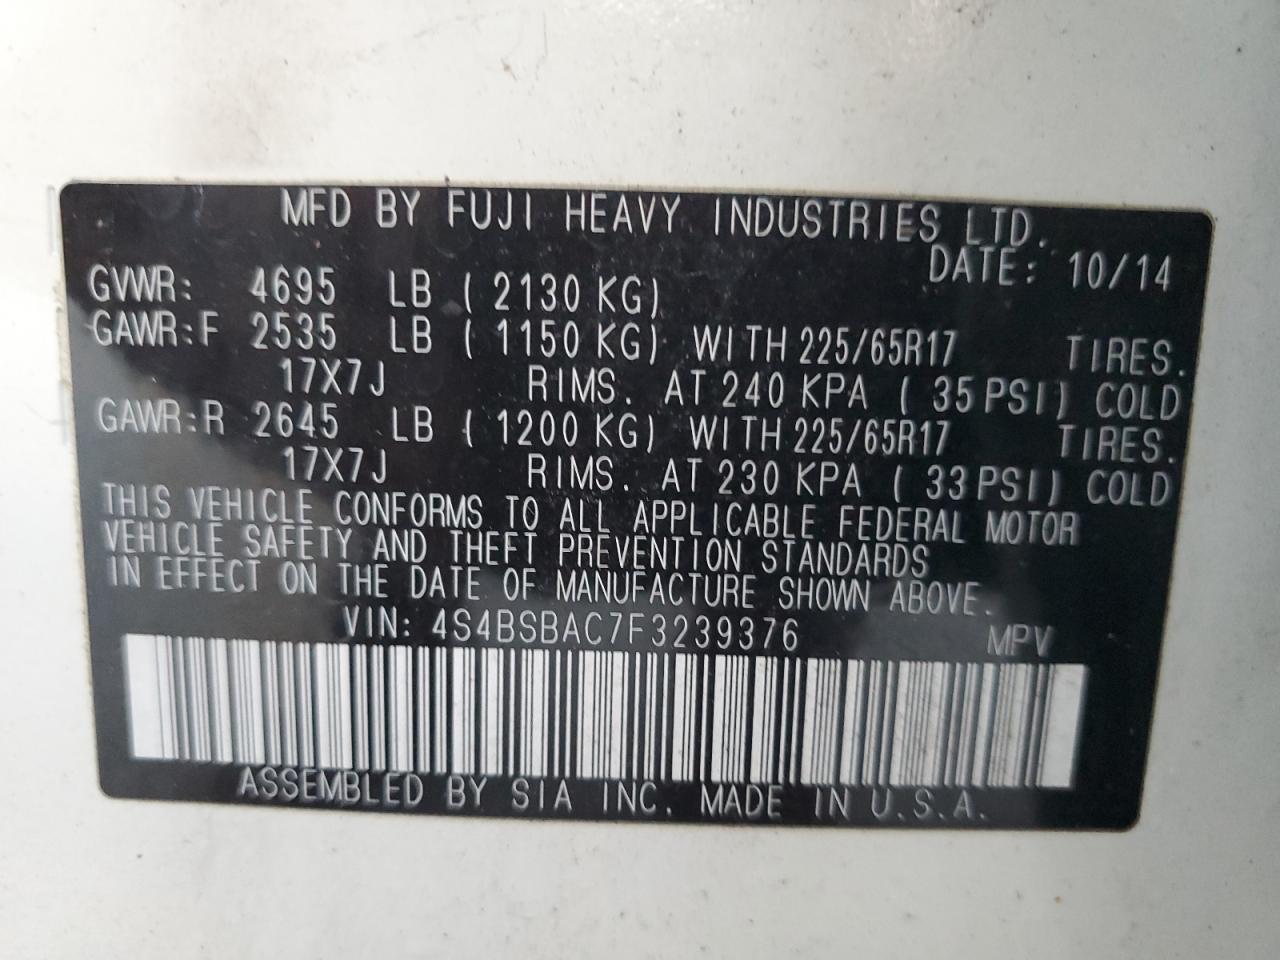 MFD BY FUJI HEAVY INDUSTRIES LTD.
DATE: 10/14
GVWR: 4695 LB ( 2130 KG)
GAWR:F 2535 LB ( 1150 KG) WITH 225/65R17 TIRES.
17X7J RIMS. AT 240 KPA ( 35 PSI) COLD
GAWR:R 2645 LB ( 1200 KG) WITH 225/65R17 TIRES.
17X7J RIMS. AT 230 KPA ( 33 PSI) COLD
THIS VEHICLE CONFORMS TO ALL APPLICABLE FEDERAL MOTOR
VEHICLE SAFETY AND THEFT PREVENTION STANDARDS
IN EFFECT ON THE DATE OF MANUFACTURE SHOWN ABOVE.
VIN: 4S4BSBAC7F3239376 MPV
ASSEMBLED BY SIA INC. MADE IN U.S.A.